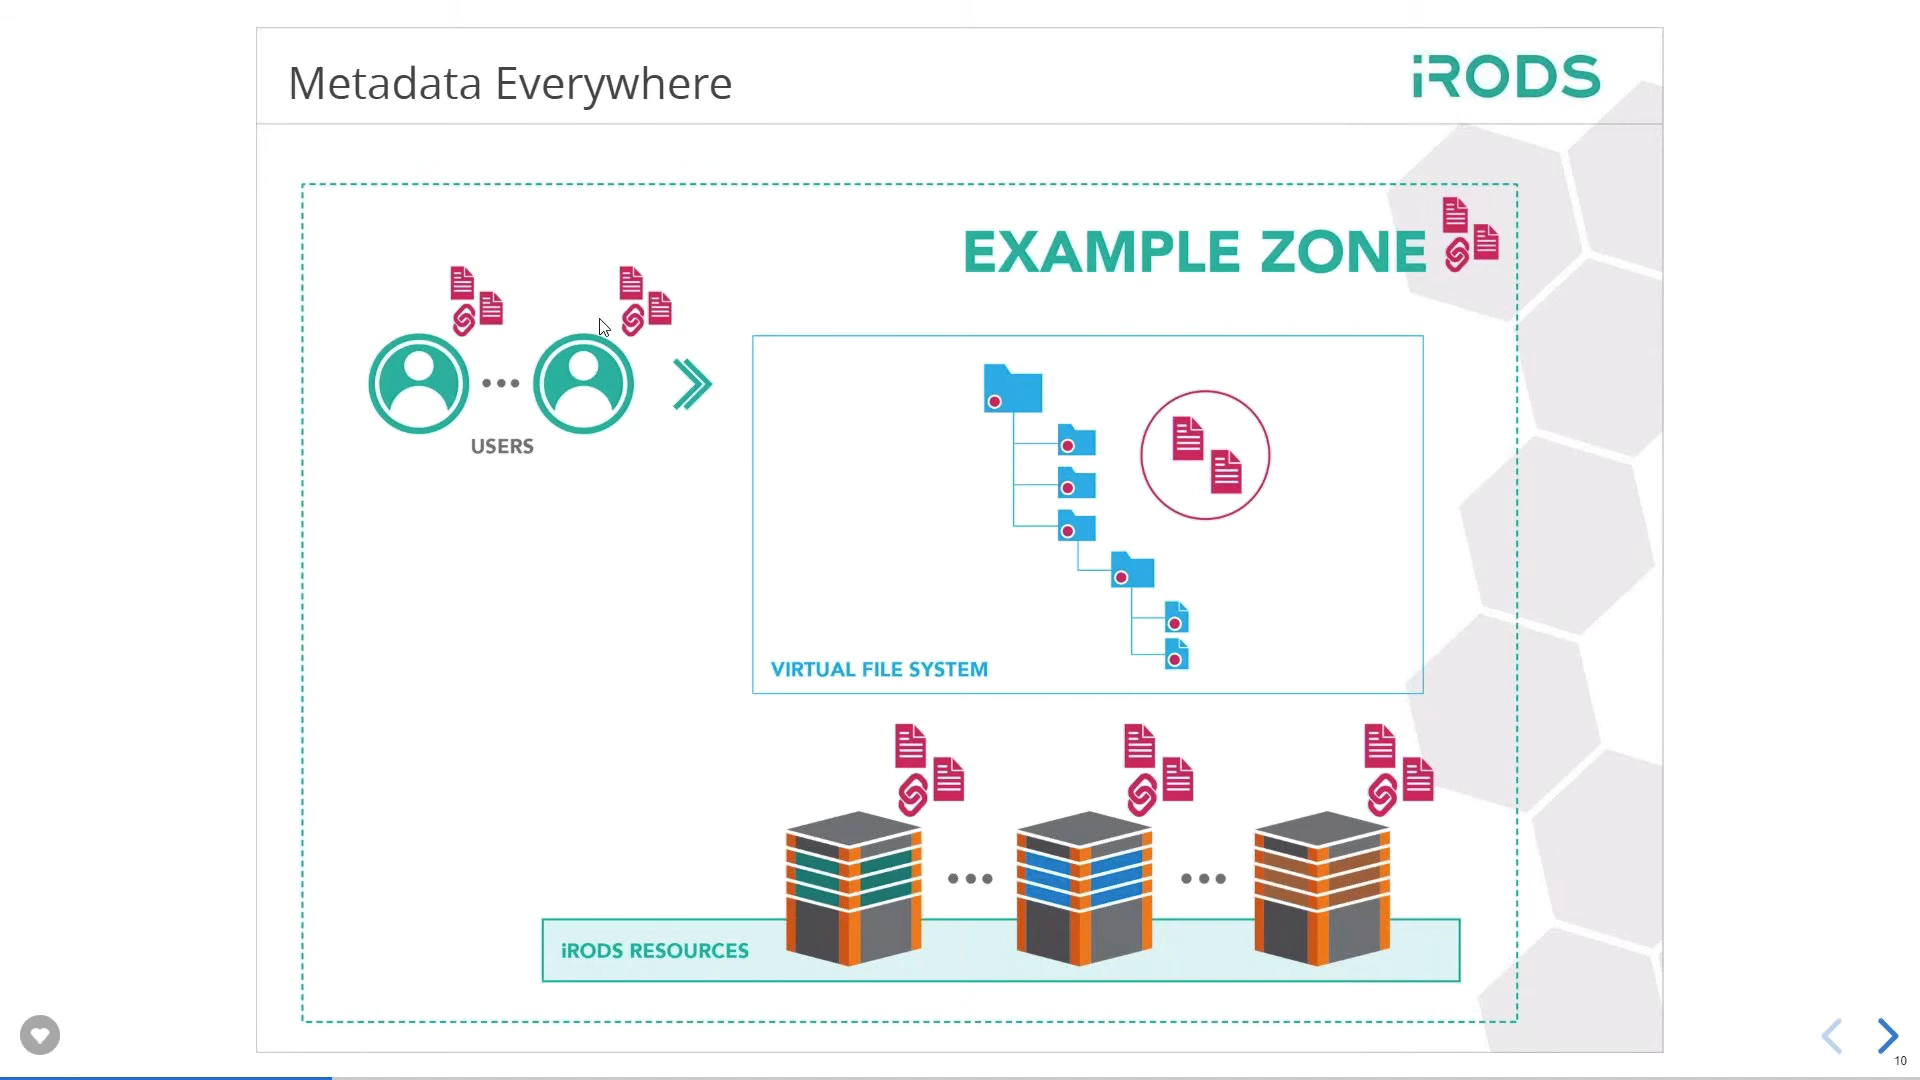 Metadata Everywhere
iRODS
EXAMPLE ZONE
USERS
VIRTUAL FILE SYSTEM
iRODS RESOURCES
10